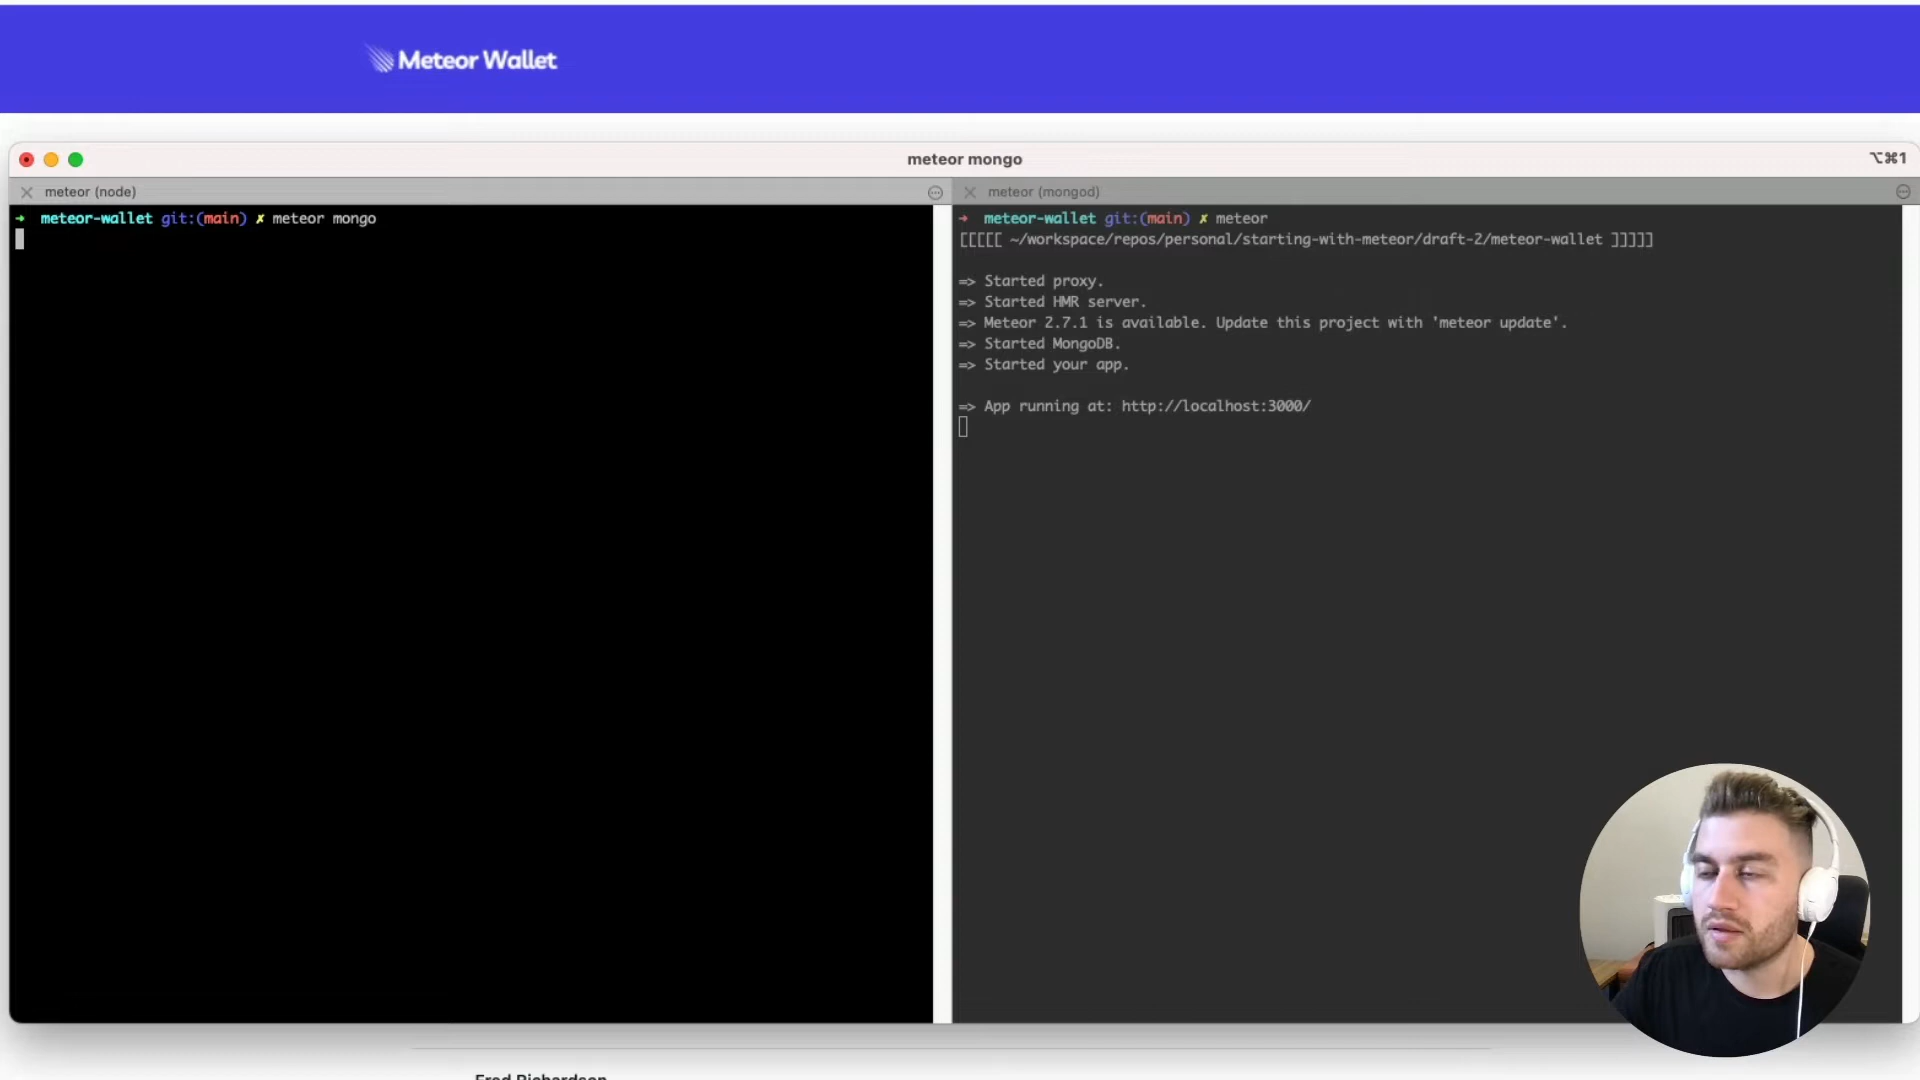 Meteor Wallet
meteor mongo
⌥⌘1
meteor (node)
meteor (mongod)
➜ meteor-wallet git:(main) ✗ meteor mongo
➜ meteor-wallet git:(main) ✗ meteor
[[[[[ ~/workspace/repos/personal/starting-with-meteor/draft-2/meteor-wallet ]]]]]
=> Started proxy.
=> Started HMR server.
=> Meteor 2.7.1 is available. Update this project with 'meteor update'.
=> Started MongoDB.
=> Started your app.
=> App running at: http://localhost:3000/
Fred Richardson